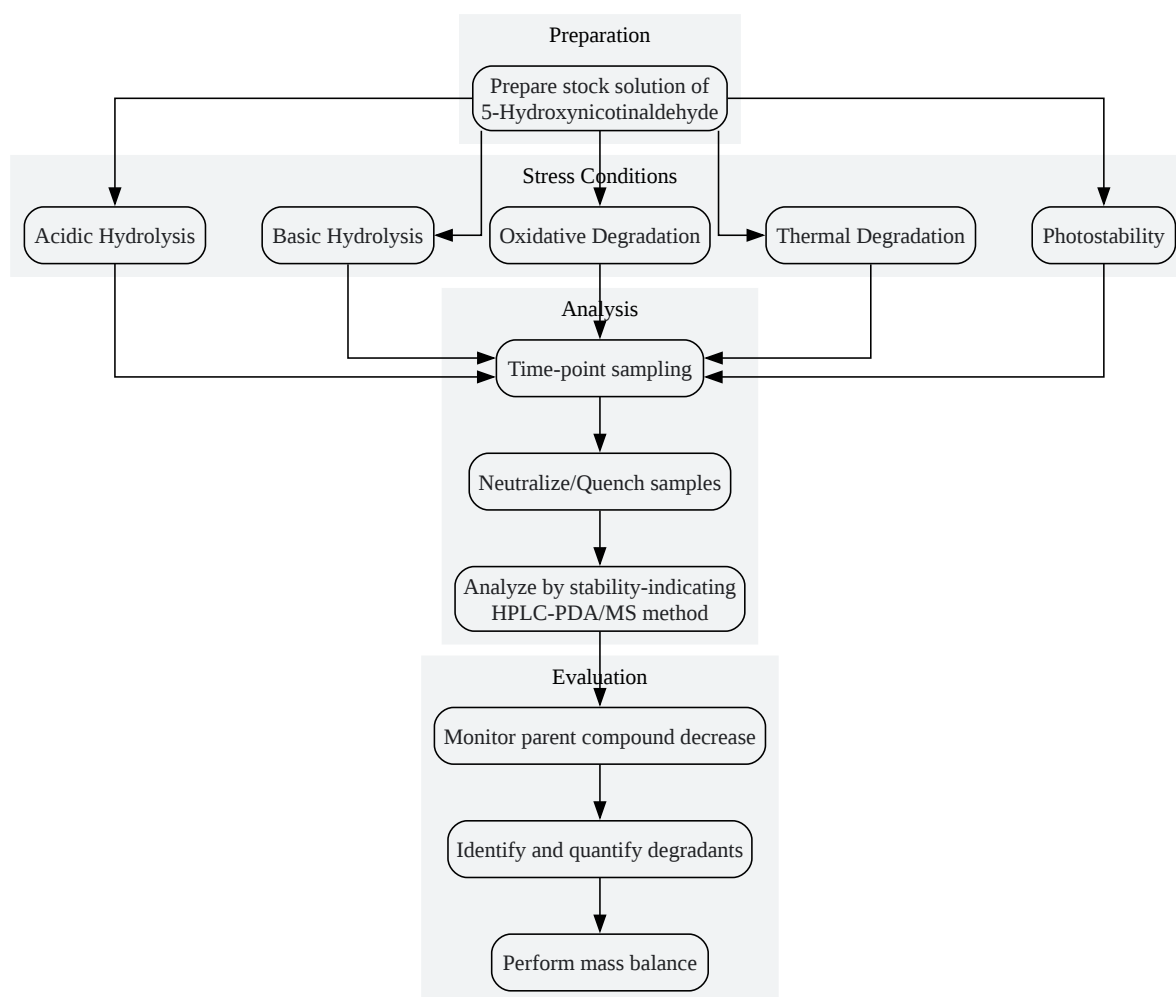 Preparation
Prepare stock solution of
5-Hydroxynicotinaldehyde
Stress Conditions
Acidic Hydrolysis
Basic Hydrolysis
Oxidative Degradation
Thermal Degradation
Photostability
Analysis
Time-point sampling
Neutralize/Quench samples
Analyze by stability-indicating
HPLC-PDA/MS method
Evaluation
Monitor parent compound decrease
Identify and quantify degradants
Perform mass balance